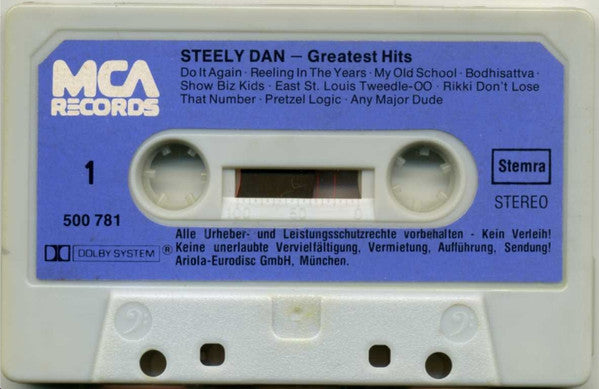 MCA
RECORDS
STEELY DAN – Greatest Hits
Do It Again · Reeling In The Years · My Old School · Bodhisattva ·
Show Biz Kids · East St. Louis Tweedle-OO · Rikki Don't Lose
That Number · Pretzel Logic · Any Major Dude
1
Stemra
500 781
STEREO
100 50 0
DOLBY SYSTEM ®
Alle Urheber- und Leistungsschutzrechte vorbehalten - Kein Verleih!
Keine unerlaubte Vervielfältigung, Vermietung, Aufführung, Sendung!
Ariola-Eurodisc GmbH, München.